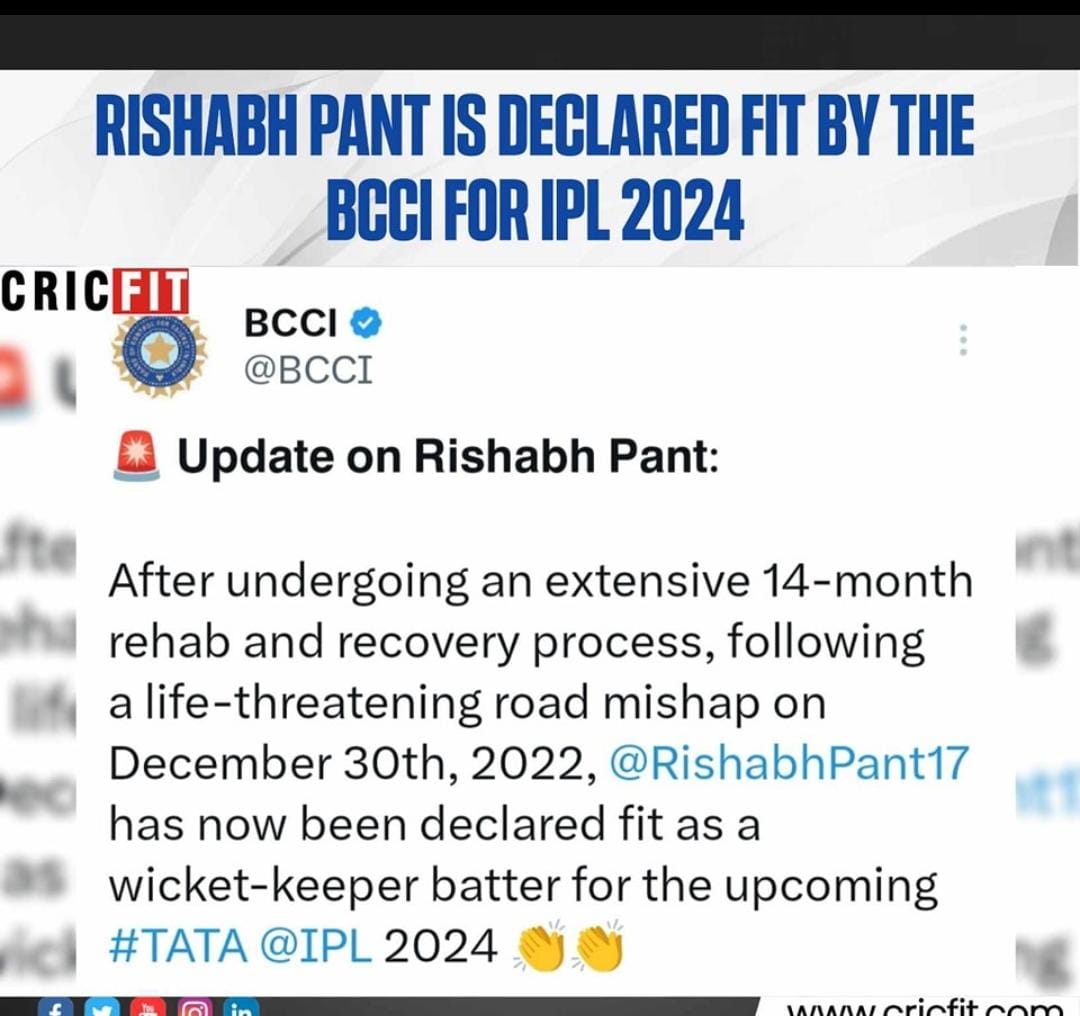 RISHABH PANT IS DECLARED FIT BY THE
BCCI FOR IPL 2024
CRICFIT
BCCI
@BCCI
🚨 Update on Rishabh Pant:
After undergoing an extensive 14-month
rehab and recovery process, following
a life-threatening road mishap on
December 30th, 2022, @RishabhPant17
has now been declared fit as a
wicket-keeper batter for the upcoming
#TATA @IPL 2024 👏👏
www.cricfit.com